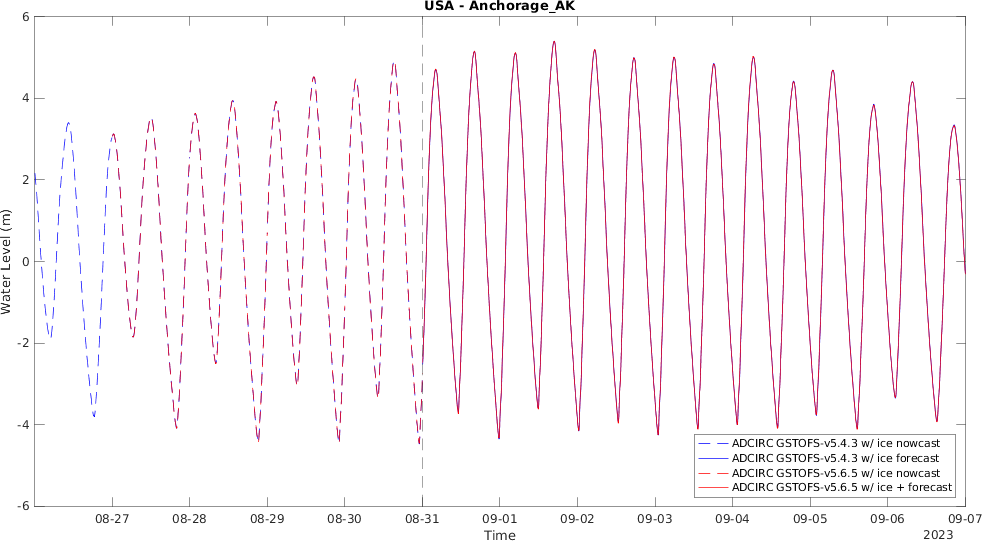 USA - Anchorage_AK
6
4
2
0
-2
-4
-6
Water Level (m)
ADCIRC GSTOFS-v5.4.3 w/ ice nowcast
ADCIRC GSTOFS-v5.4.3 w/ ice forecast
ADCIRC GSTOFS-v5.6.5 w/ ice nowcast
ADCIRC GSTOFS-v5.6.5 w/ ice + forecast
08-27 08-28 08-29 08-30 08-31 09-01 09-02 09-03 09-04 09-05 09-06 09-07
Time
2023